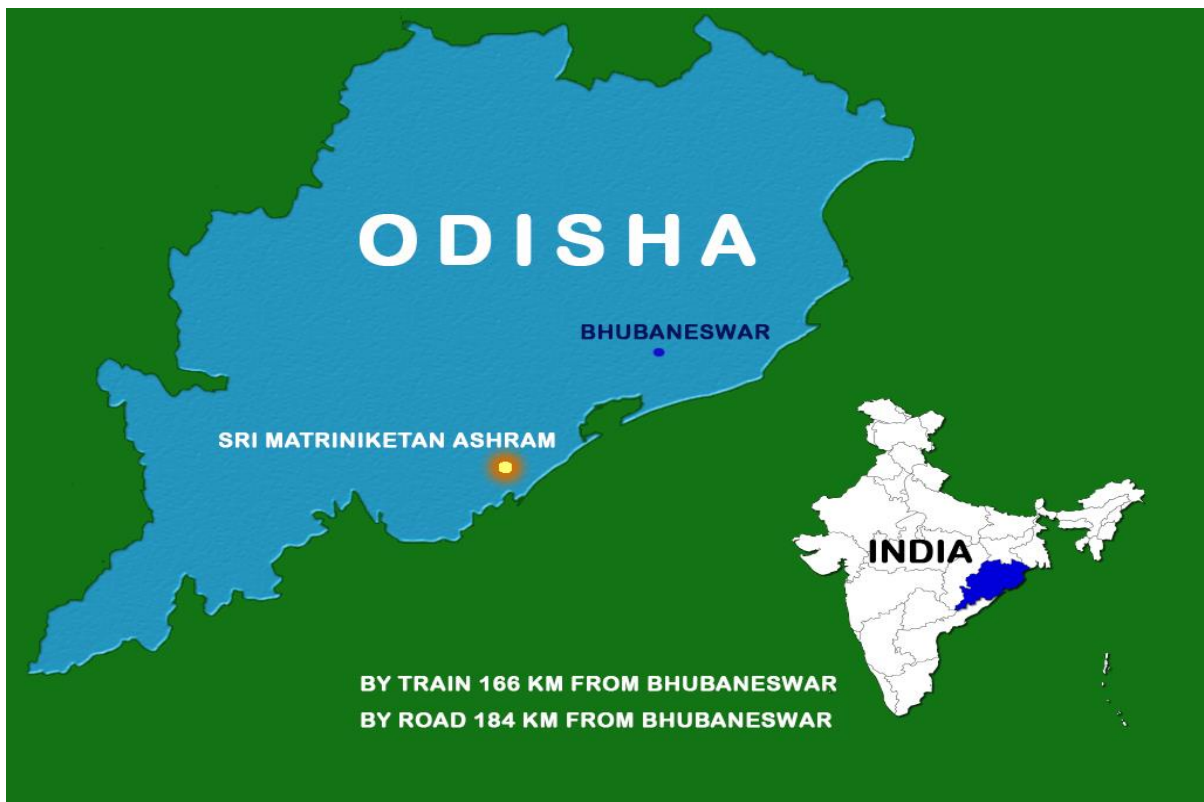 ODISHA
BHUBANESWAR
SRI MATRINIKETAN ASHRAM
INDIA
BY TRAIN 166 KM FROM BHUBANESWAR
BY ROAD 184 KM FROM BHUBANESWAR